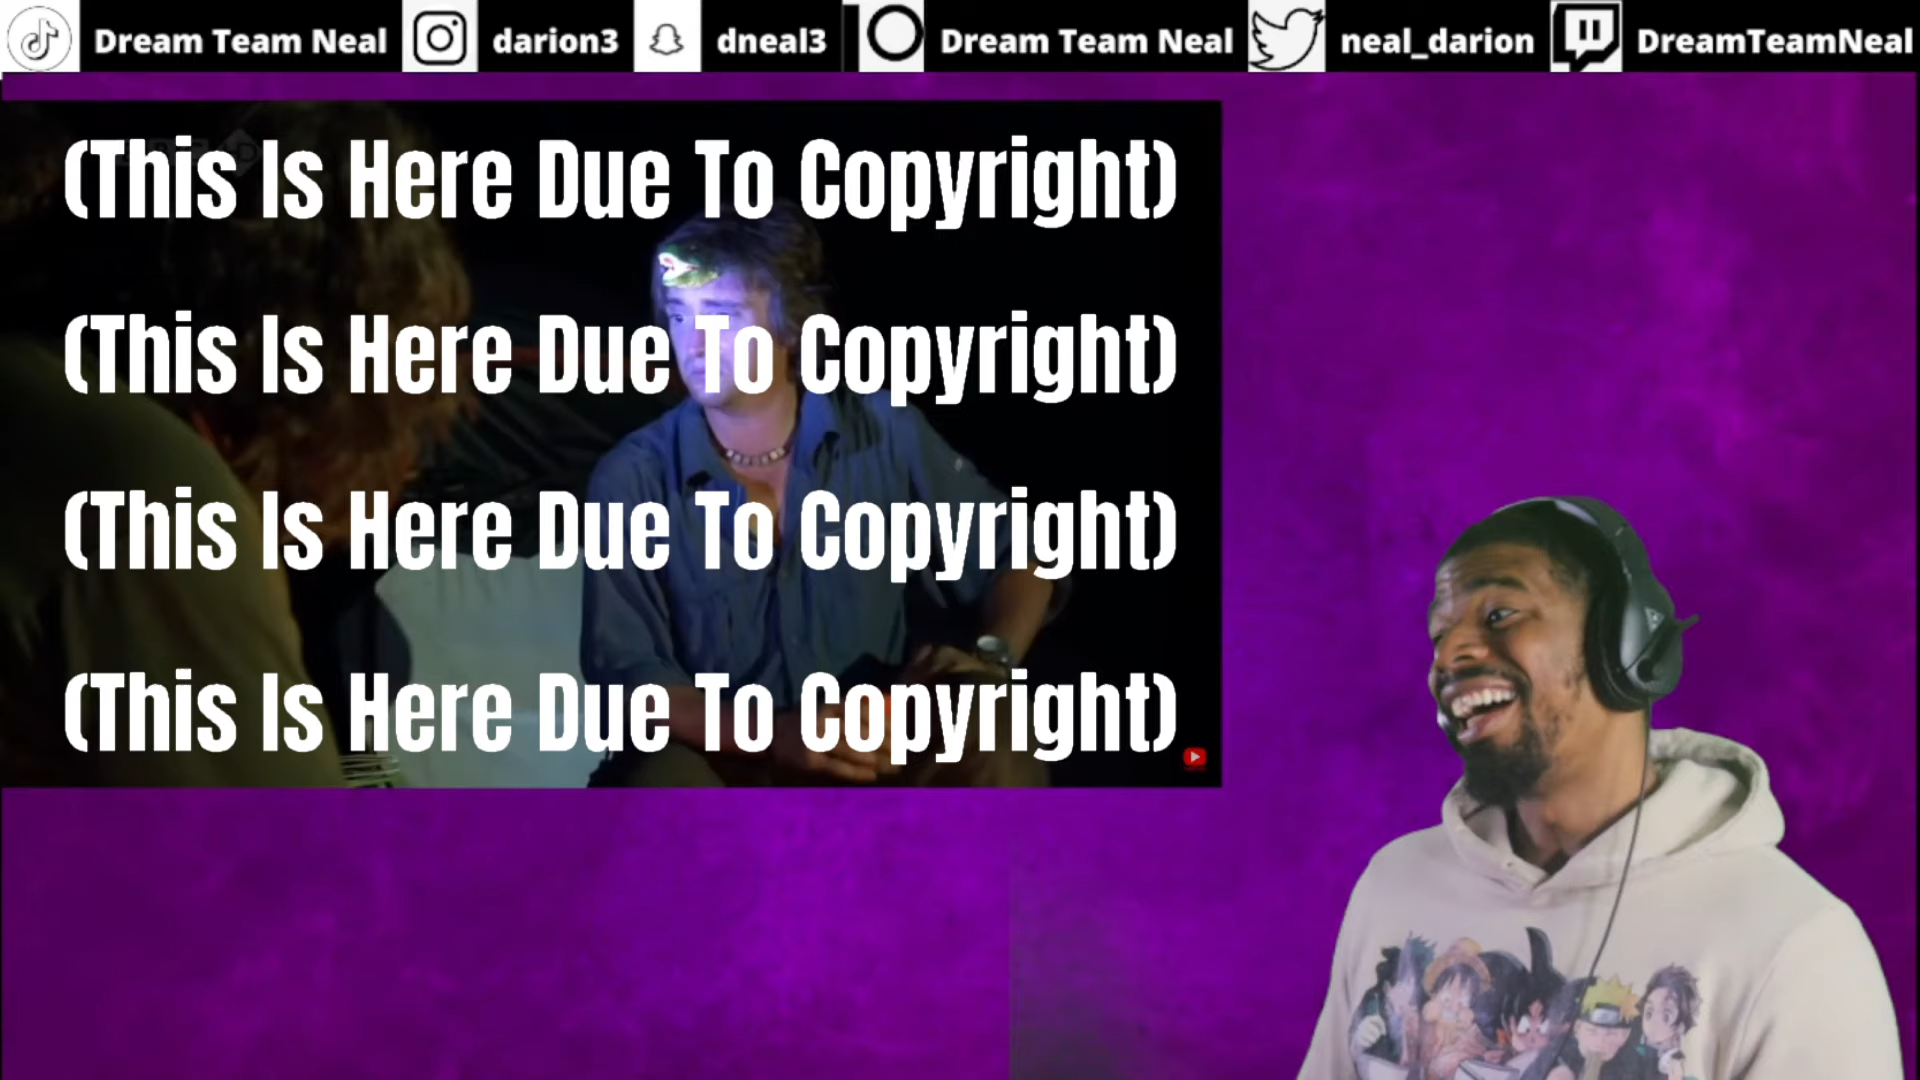 Dream Team Neal darion3 dneal3 Dream Team Neal neal_darion DreamTeamNeal
(This Is Here Due To Copyright)
(This Is Here Due To Copyright)
(This Is Here Due To Copyright)
(This Is Here Due To Copyright)